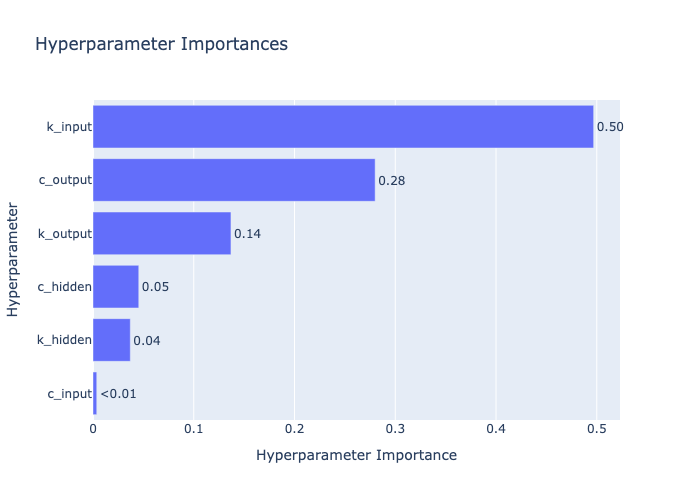 Hyperparameter Importances
Hyperparameter
k_input 0.50
c_output 0.28
k_output 0.14
c_hidden 0.05
k_hidden 0.04
c_input <0.01
0 0.1 0.2 0.3 0.4 0.5
Hyperparameter Importance